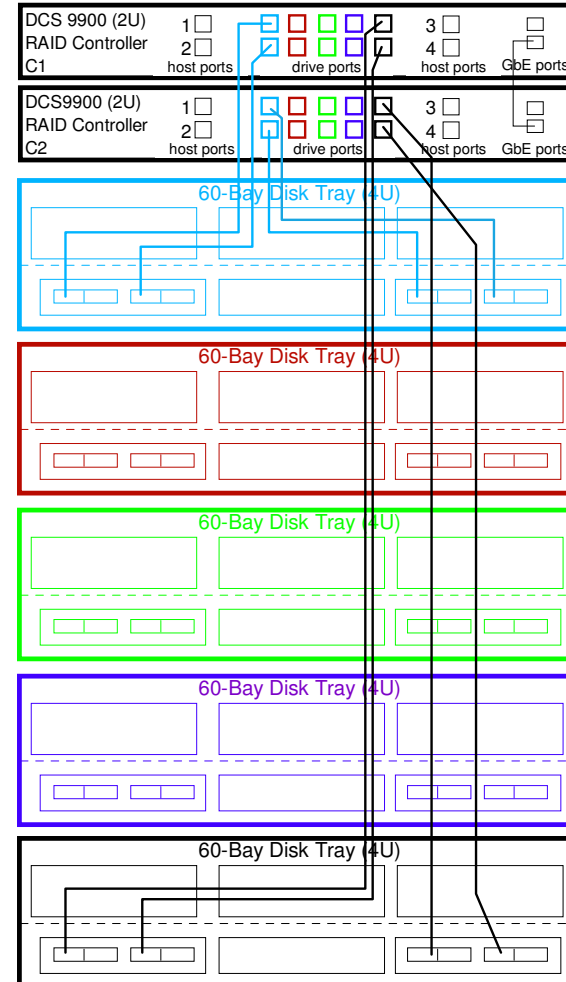 DCS 9900 (2U) 1 3
RAID Controller 2 4
C1 host ports drive ports host ports GbE ports
DCS9900 (2U) 1 3
RAID Controller 2 4
C2 host ports drive ports host ports GbE ports
60-Bay Disk Tray (4U)
60-Bay Disk Tray (4U)
60-Bay Disk Tray (4U)
60-Bay Disk Tray (4U)
60-Bay Disk Tray (4U)